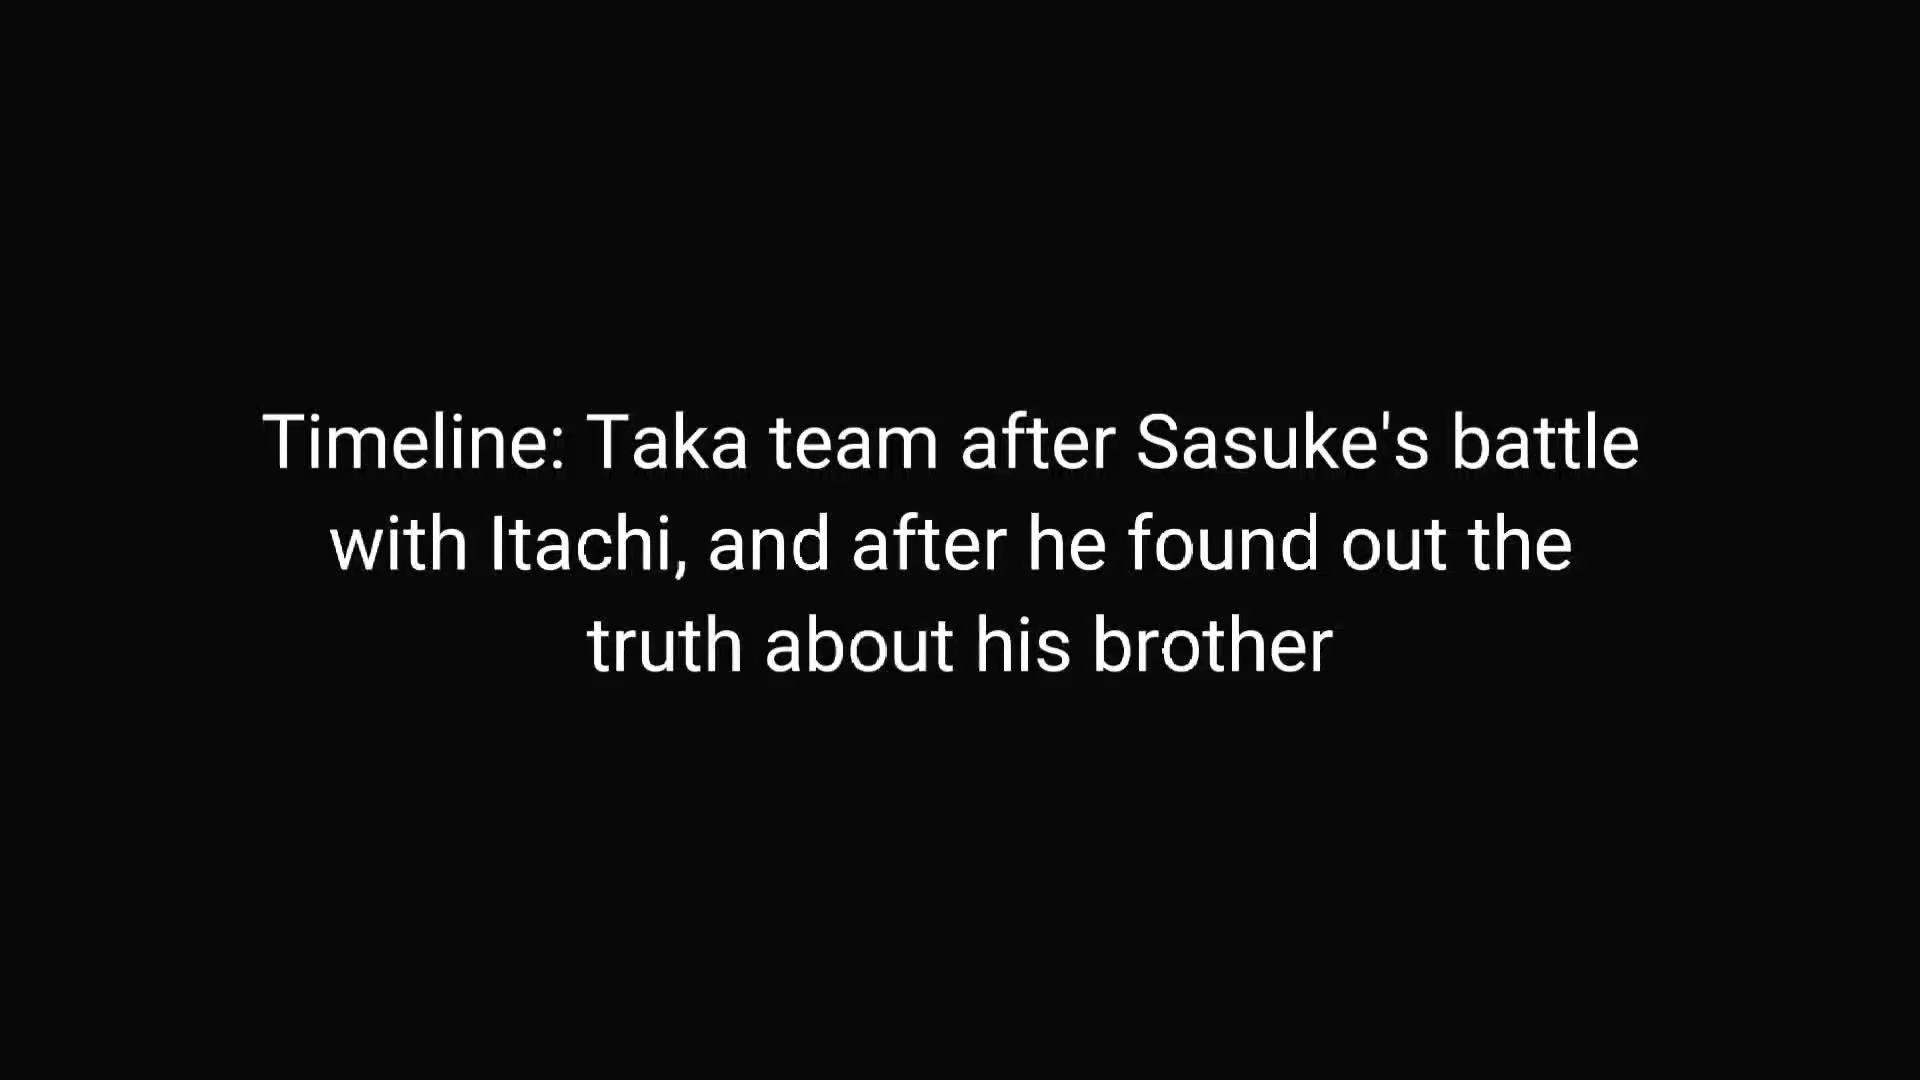 Timeline: Taka team after Sasuke's battle
with Itachi, and after he found out the
truth about his brother